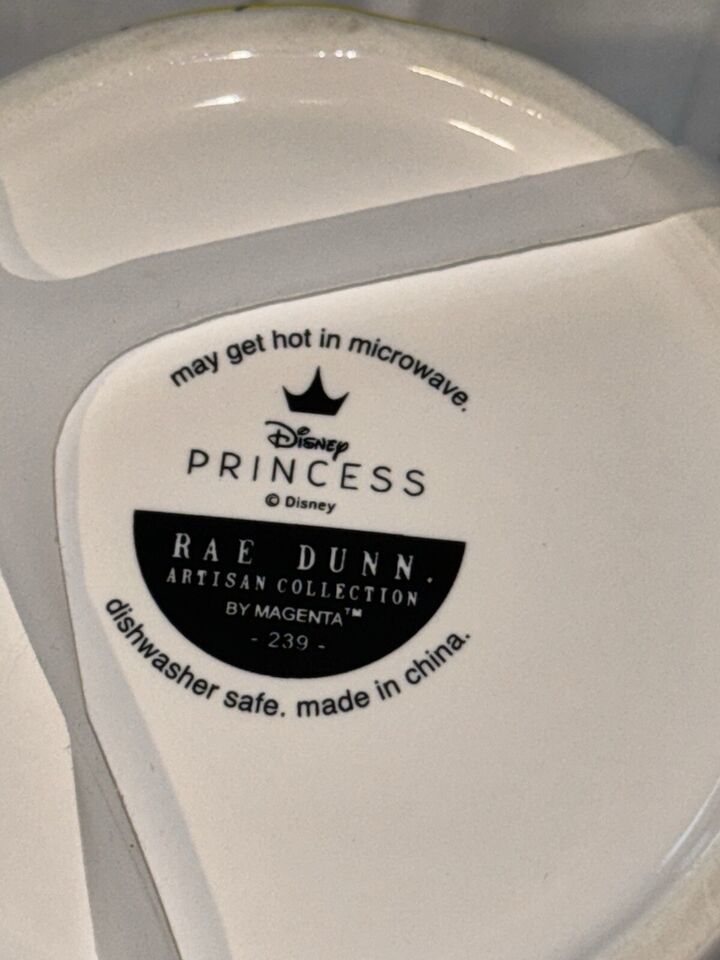 may get hot in microwave.
Disney
PRINCESS
© Disney
RAE DUNN.
ARTISAN COLLECTION
BY MAGENTA™
- 239 -
dishwasher safe. made in china.